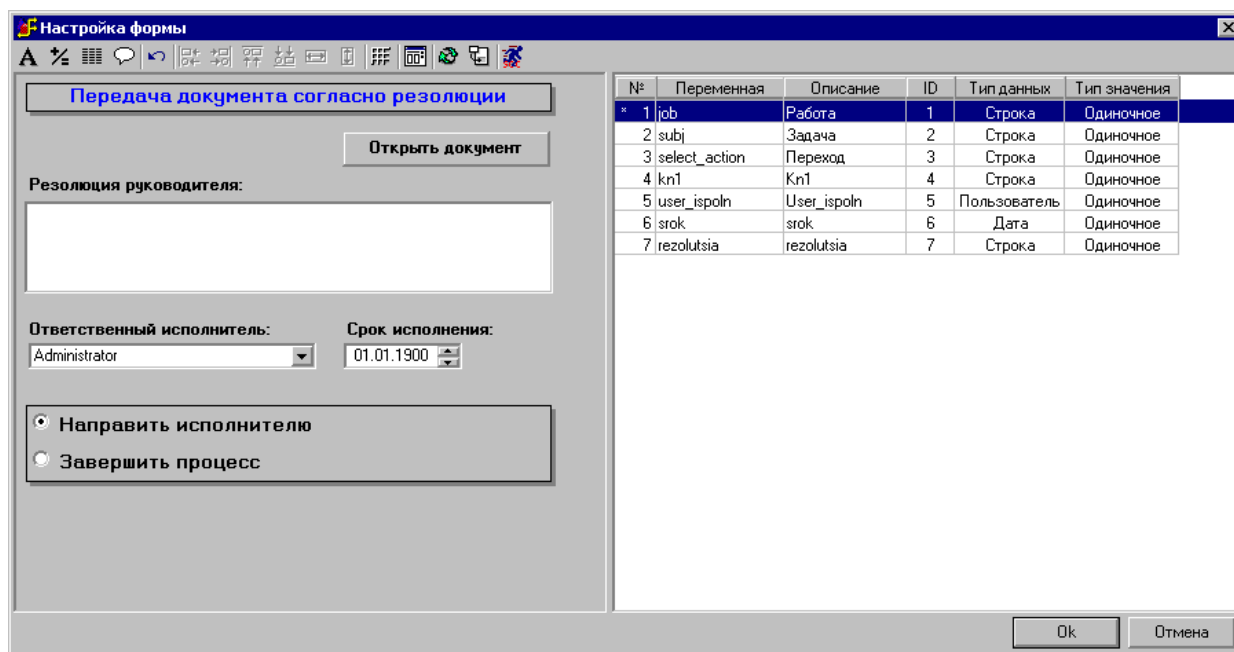 Настройка формы
Передача документа согласно резолюции
Открыть документ
Резолюция руководителя:
Ответственный исполнитель: Срок исполнения:
Administrator 01.01.1900
Направить исполнителю
Завершить процесс
№ Переменная Описание ID Тип данных Тип значения
* 1 job Работа 1 Строка Одиночное
2 subj Задача 2 Строка Одиночное
3 select_action Переход 3 Строка Одиночное
4 kn1 Kn1 4 Строка Одиночное
5 user_ispoln User_ispoln 5 Пользователь Одиночное
6 srok srok 6 Дата Одиночное
7 rezolutsia rezolutsia 7 Строка Одиночное
Ok Отмена